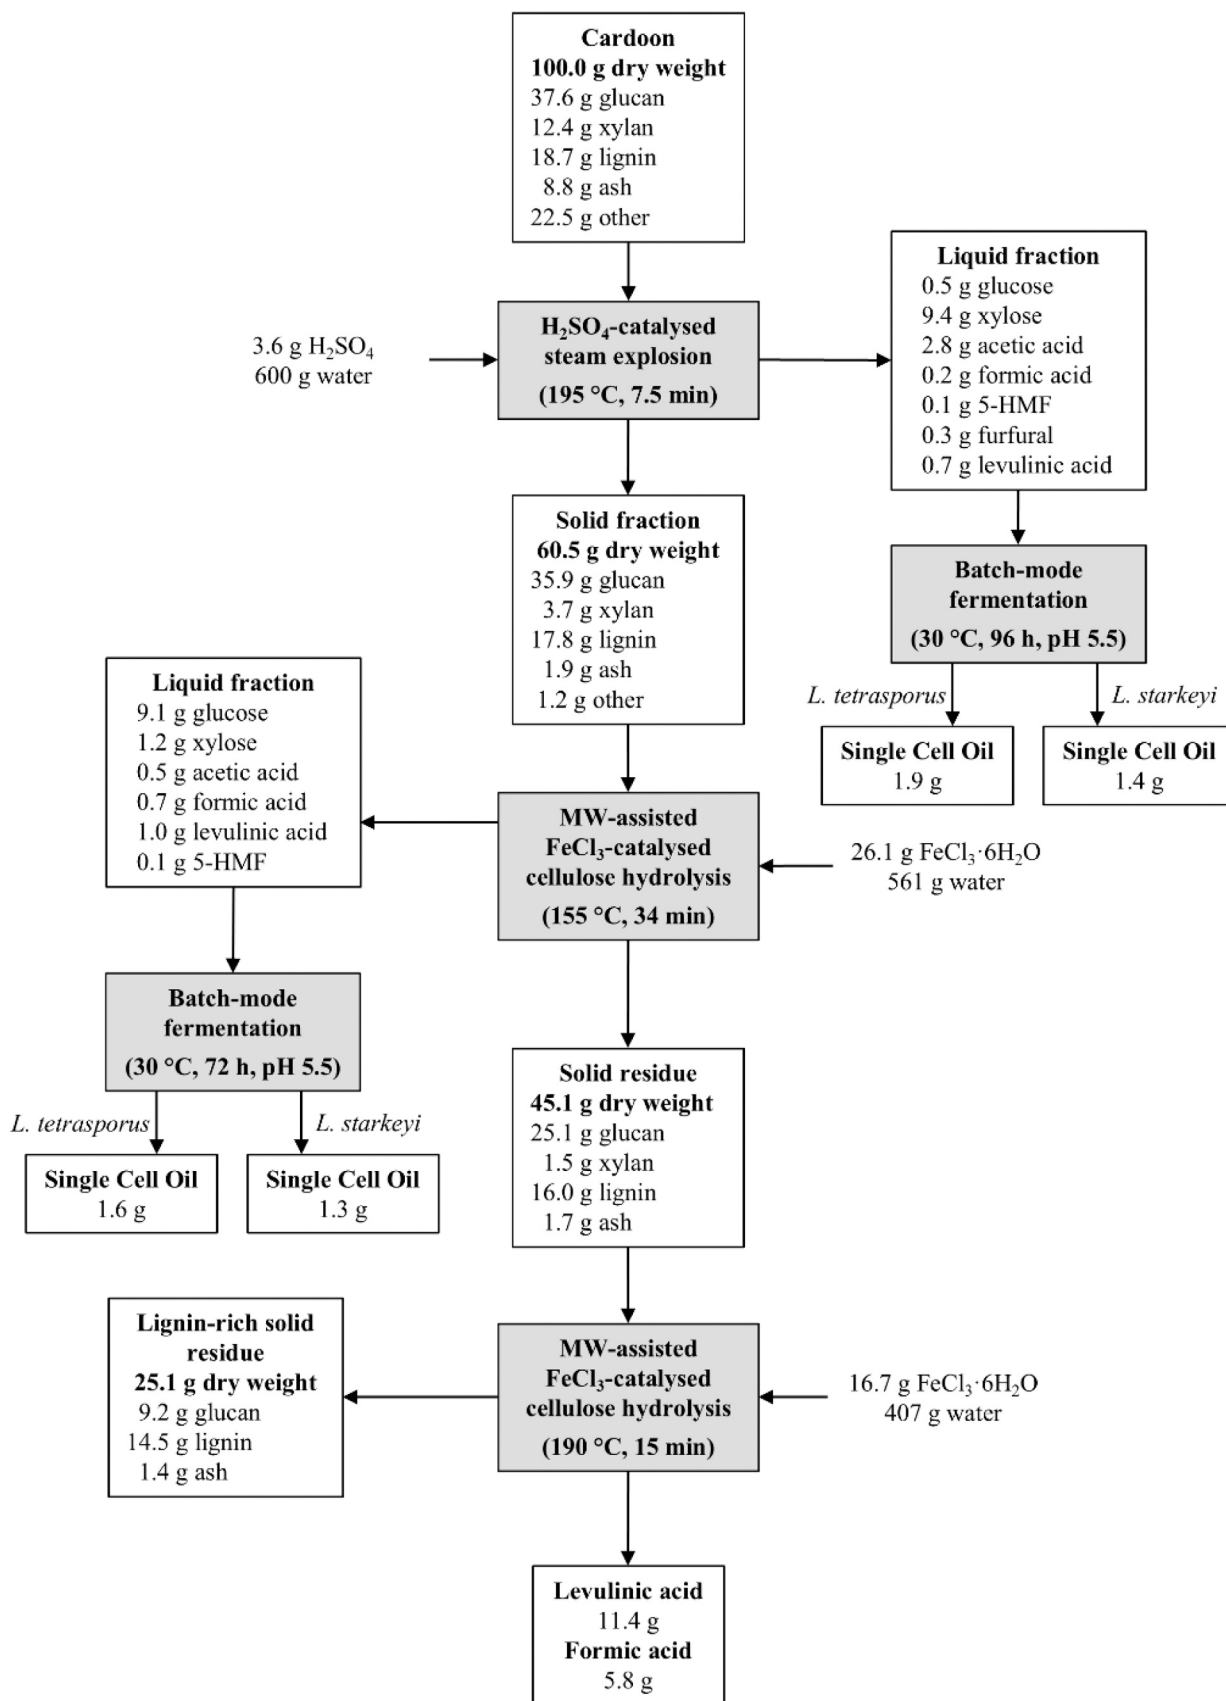 Cardoon
100.0 g dry weight
37.6 g glucan
12.4 g xylan
18.7 g lignin
8.8 g ash
22.5 g other
3.6 g H₂SO₄
600 g water
H₂SO₄-catalysed
steam explosion
(195 °C, 7.5 min)
Liquid fraction
0.5 g glucose
9.4 g xylose
2.8 g acetic acid
0.2 g formic acid
0.1 g 5-HMF
0.3 g furfural
0.7 g levulinic acid
Batch-mode
fermentation
(30 °C, 96 h, pH 5.5)
L. tetrasporus
L. starkeyi
Single Cell Oil
1.9 g
Single Cell Oil
1.4 g
Solid fraction
60.5 g dry weight
35.9 g glucan
3.7 g xylan
17.8 g lignin
1.9 g ash
1.2 g other
MW-assisted
FeCl₃-catalysed
cellulose hydrolysis
(155 °C, 34 min)
26.1 g FeCl₃·6H₂O
561 g water
Liquid fraction
9.1 g glucose
1.2 g xylose
0.5 g acetic acid
0.7 g formic acid
1.0 g levulinic acid
0.1 g 5-HMF
Batch-mode
fermentation
(30 °C, 72 h, pH 5.5)
L. tetrasporus
L. starkeyi
Single Cell Oil
1.6 g
Single Cell Oil
1.3 g
Solid residue
45.1 g dry weight
25.1 g glucan
1.5 g xylan
16.0 g lignin
1.7 g ash
MW-assisted
FeCl₃-catalysed
cellulose hydrolysis
(190 °C, 15 min)
16.7 g FeCl₃·6H₂O
407 g water
Lignin-rich solid
residue
25.1 g dry weight
9.2 g glucan
14.5 g lignin
1.4 g ash
Levulinic acid
11.4 g
Formic acid
5.8 g